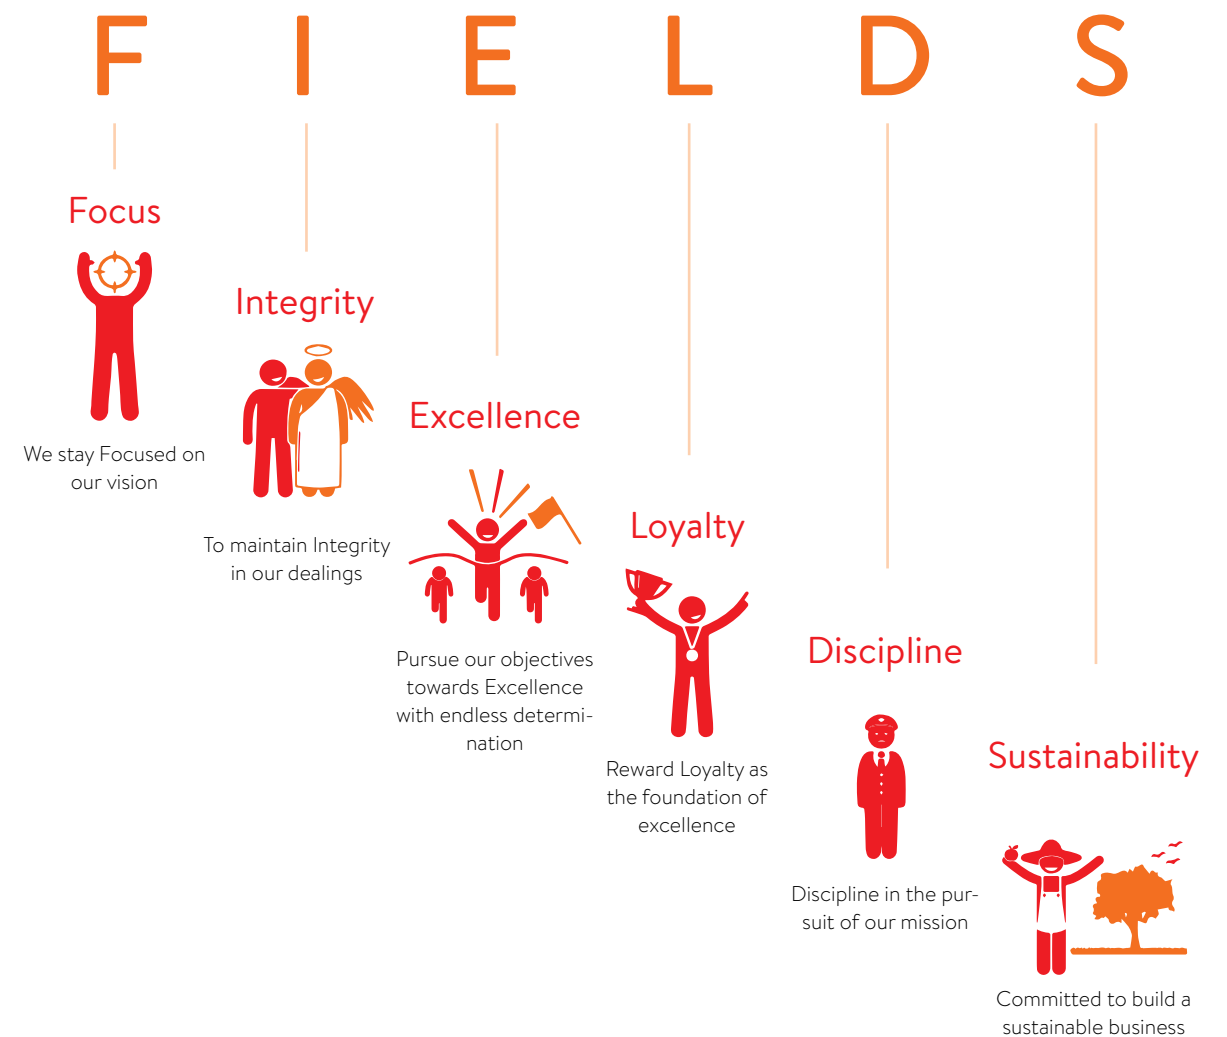 F I E L D S
Focus
We stay Focused on
our vision
Integrity
To maintain Integrity
in our dealings
Excellence
Pursue our objectives
towards Excellence
with endless determi-
nation
Loyalty
Reward Loyalty as
the foundation of
excellence
Discipline
Discipline in the pur-
suit of our mission
Sustainability
Committed to build a
sustainable business